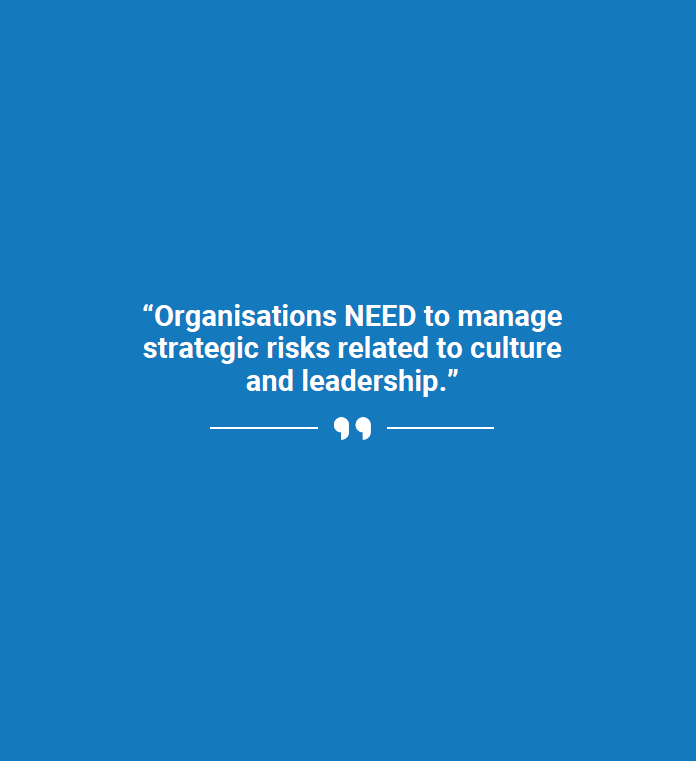 “Organisations NEED to manage
strategic risks related to culture
and leadership.”